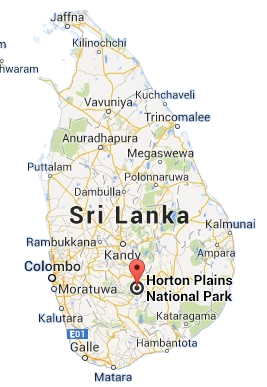 Jaffna
Kilinochchi
shwaram
Vavuniya
Kuchchaveli
Trincomalee
Anuradhapura
Megaswewa
Puttalam
Polonnaruwa
Dambulla
Sri Lanka
Kalmunai
Rambukkana
Ampara
Kandy
Colombo
Moratuwa
Horton Plains
National Park
Kataragama
Kalutara
E01
Hambantota
Galle
Matara